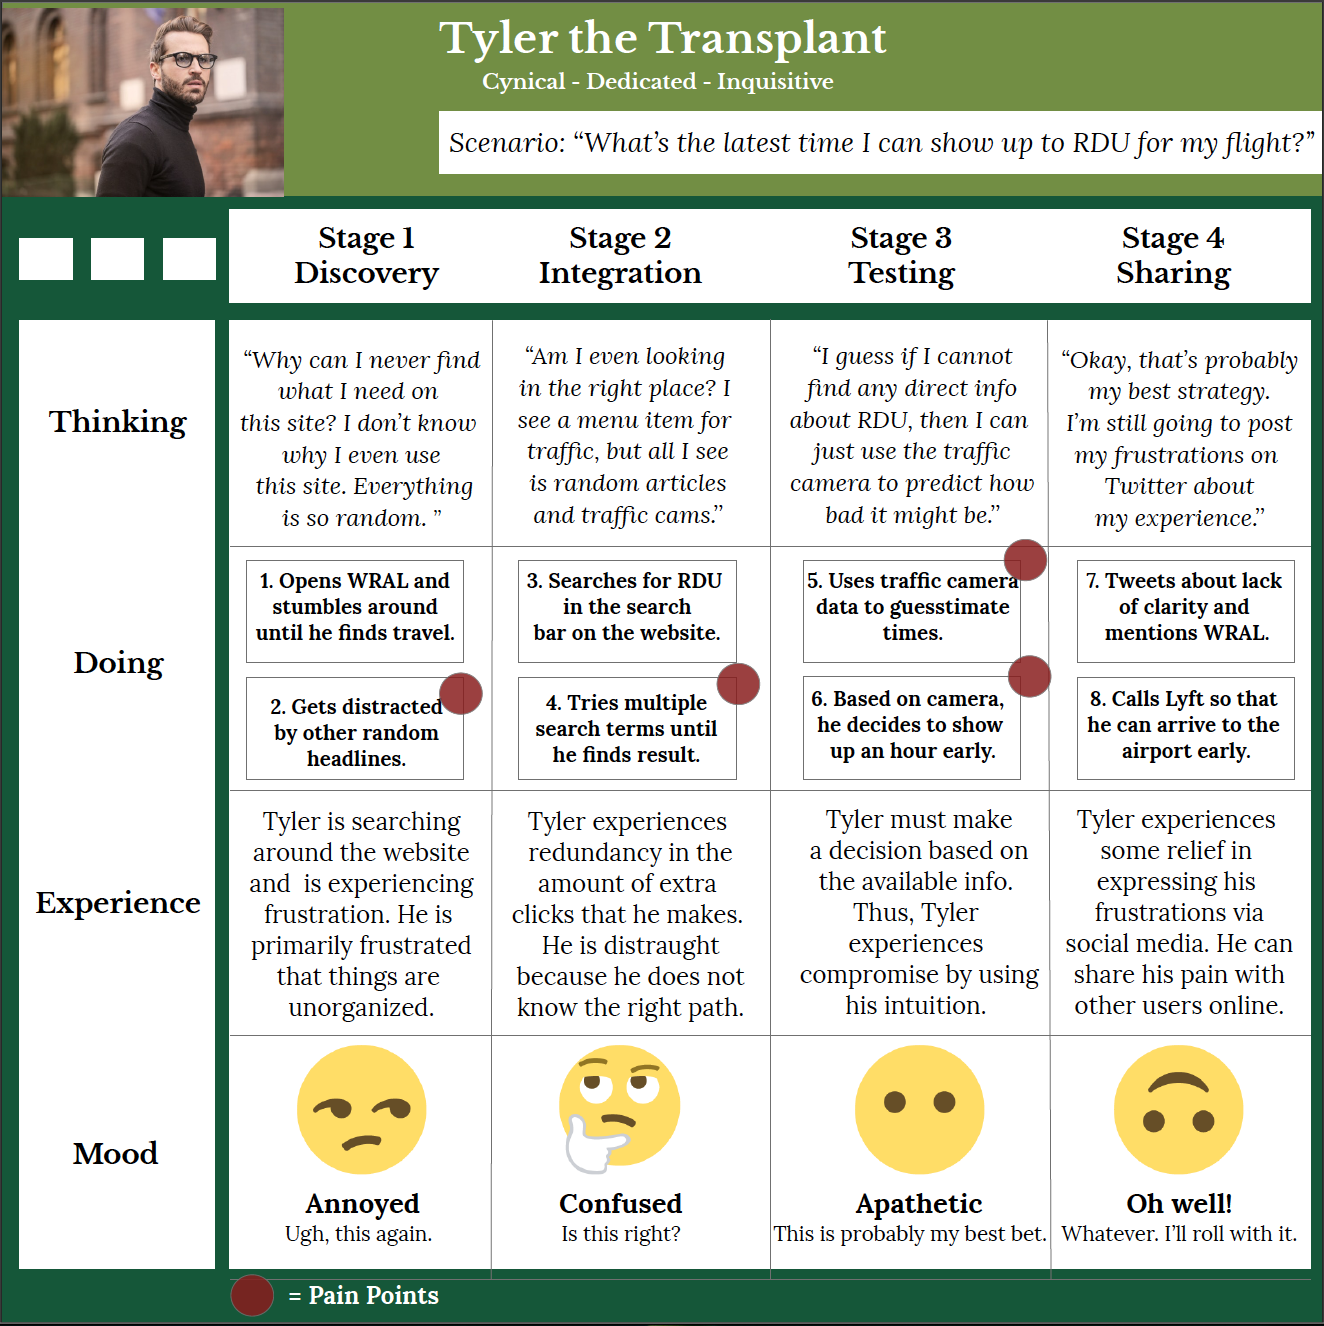 Tyler the Transplant
Cynical - Dedicated - Inquisitive
Scenario: “What’s the latest time I can show up to RDU for my flight?”
Stage 1
Discovery
Stage 2
Integration
Stage 3
Testing
Stage 4
Sharing
Thinking
“Why can I never find
what I need on
this site? I don’t know
why I even use
this site. Everything
is so random. ”
“Am I even looking
in the right place? I
see a menu item for
traffic, but all I see
is random articles
and traffic cams.”
“I guess if I cannot
find any direct info
about RDU, then I can
just use the traffic
camera to predict how
bad it might be.”
“Okay, that’s probably
my best strategy.
I’m still going to post
my frustrations on
Twitter about
my experience.”
Doing
1. Opens WRAL and
stumbles around
until he finds travel.
2. Gets distracted
by other random
headlines.
3. Searches for RDU
in the search
bar on the website.
4. Tries multiple
search terms until
he finds result.
5. Uses traffic camera
data to guesstimate
times.
6. Based on camera,
he decides to show
up an hour early.
7. Tweets about lack
of clarity and
mentions WRAL.
8. Calls Lyft so that
he can arrive to the
airport early.
Experience
Tyler is searching
around the website
and  is experiencing
frustration. He is
primarily frustrated
that things are
unorganized.
Tyler experiences
redundancy in the
amount of extra
clicks that he makes.
He is distraught
because he does not
know the right path.
Tyler must make
a decision based on
the available info.
Thus, Tyler
experiences
compromise by using
his intuition.
Tyler experiences
some relief in
expressing his
frustrations via
social media. He can
share his pain with
other users online.
Mood
Annoyed
Ugh, this again.
Confused
Is this right?
Apathetic
This is probably my best bet.
Oh well!
Whatever. I’ll roll with it.
= Pain Points